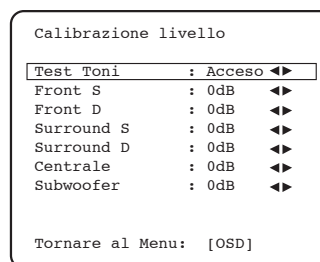 Calibrazione livello
Test Toni : Acceso ◄►
Front S : 0dB ◄►
Front D : 0dB ◄►
Surround S : 0dB ◄►
Surround D : 0dB ◄►
Centrale : 0dB ◄►
Subwoofer : 0dB ◄►
Tornare al Menu: [OSD]